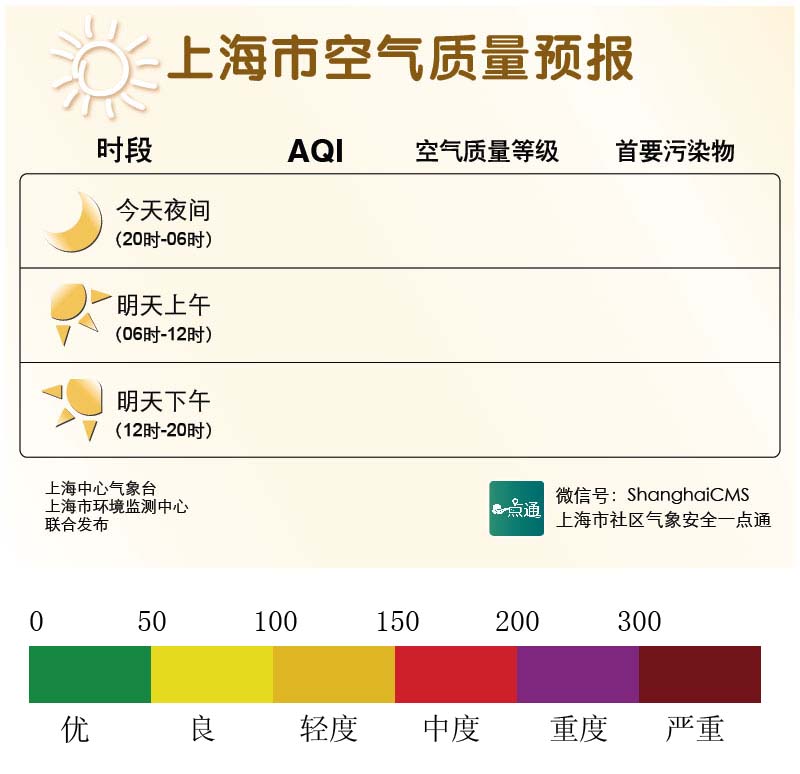 上海市空气质量预报
时段 AQI 空气质量等级 首要污染物
今天夜间
(20时-06时)
明天上午
(06时-12时)
明天下午
(12时-20时)
上海中心气象台
上海市环境监测中心
联合发布
一点通
微信号：ShanghaiCMS
上海市社区气象安全一点通
0 50 100 150 200 300
优 良 轻度 中度 重度 严重